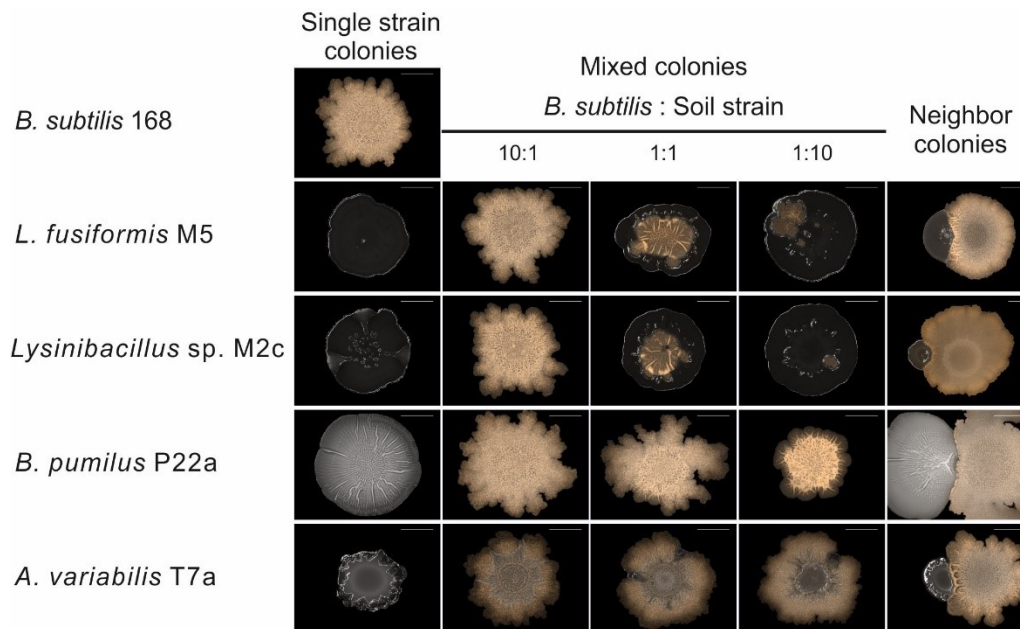 Single strain
colonies
Mixed colonies
B. subtilis : Soil strain
Neighbor
colonies
10:1
1:1
1:10
B. subtilis 168
L. fusiformis M5
Lysinibacillus sp. M2c
B. pumilus P22a
A. variabilis T7a